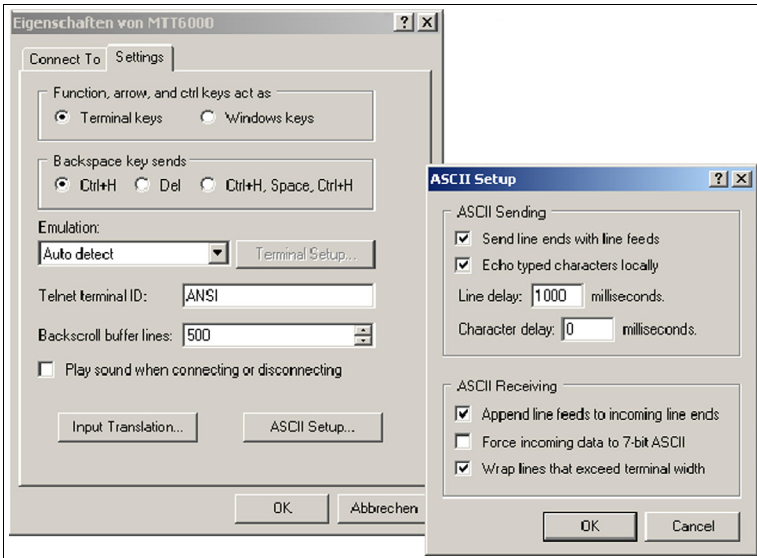 Eigenschaften von MTT6000
Connect To Settings
Function, arrow, and ctrl keys act as
Terminal keys Windows keys
Backspace key sends
Ctrl+H Del Ctrl+H, Space, Ctrl+H
Emulation:
Auto detect Terminal Setup...
Telnet terminal ID: ANSI
Backscroll buffer lines: 500
Play sound when connecting or disconnecting
Input Translation... ASCII Setup...
OK Abbrechen
ASCII Setup
ASCII Sending
Send line ends with line feeds
Echo typed characters locally
Line delay: 1000 milliseconds.
Character delay: 0 milliseconds.
ASCII Receiving
Append line feeds to incoming line ends
Force incoming data to 7-bit ASCII
Wrap lines that exceed terminal width
OK Cancel